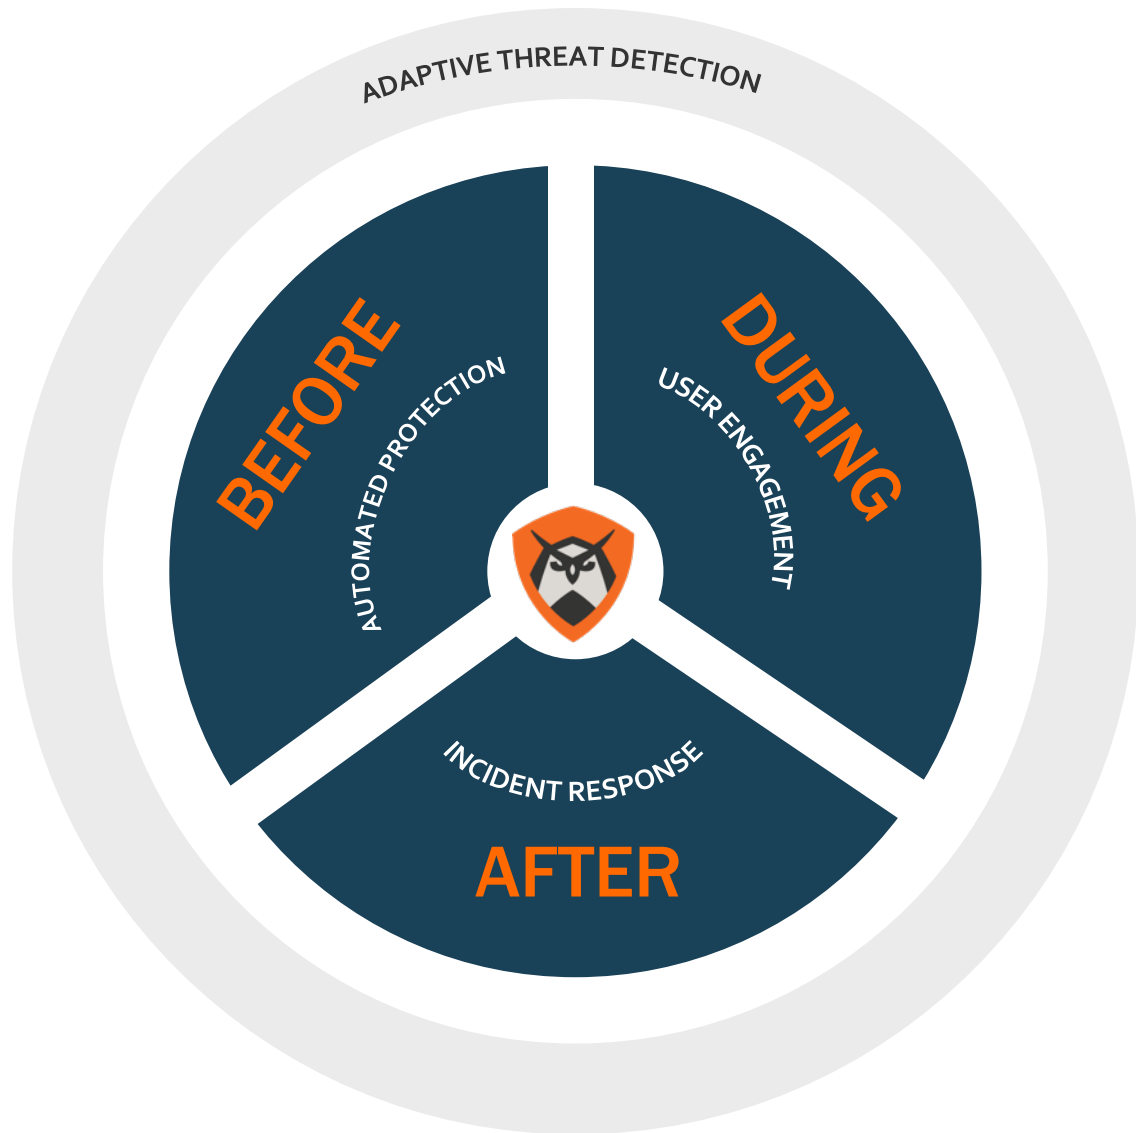 ADAPTIVE THREAT DETECTION
BEFORE
AUTOMATED PROTECTION
DURING
USER ENGAGEMENT
INCIDENT RESPONSE
AFTER